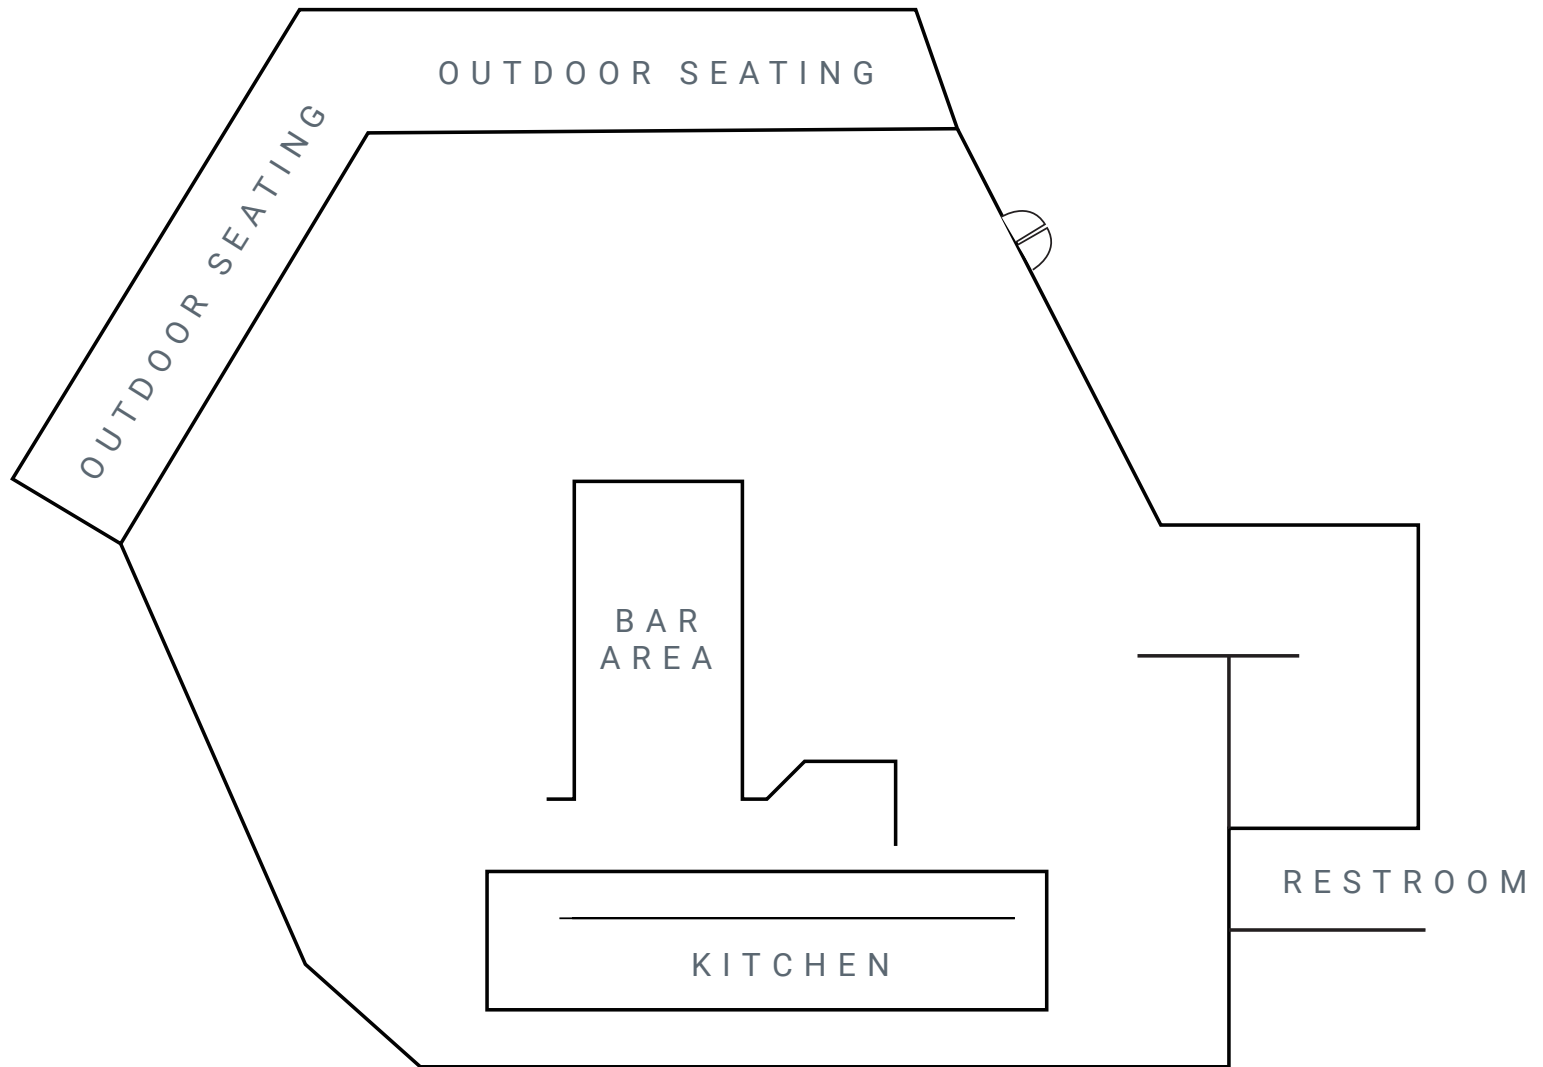 OUTDOOR SEATING
OUTDOOR SEATING
BAR
AREA
RESTROOM
KITCHEN